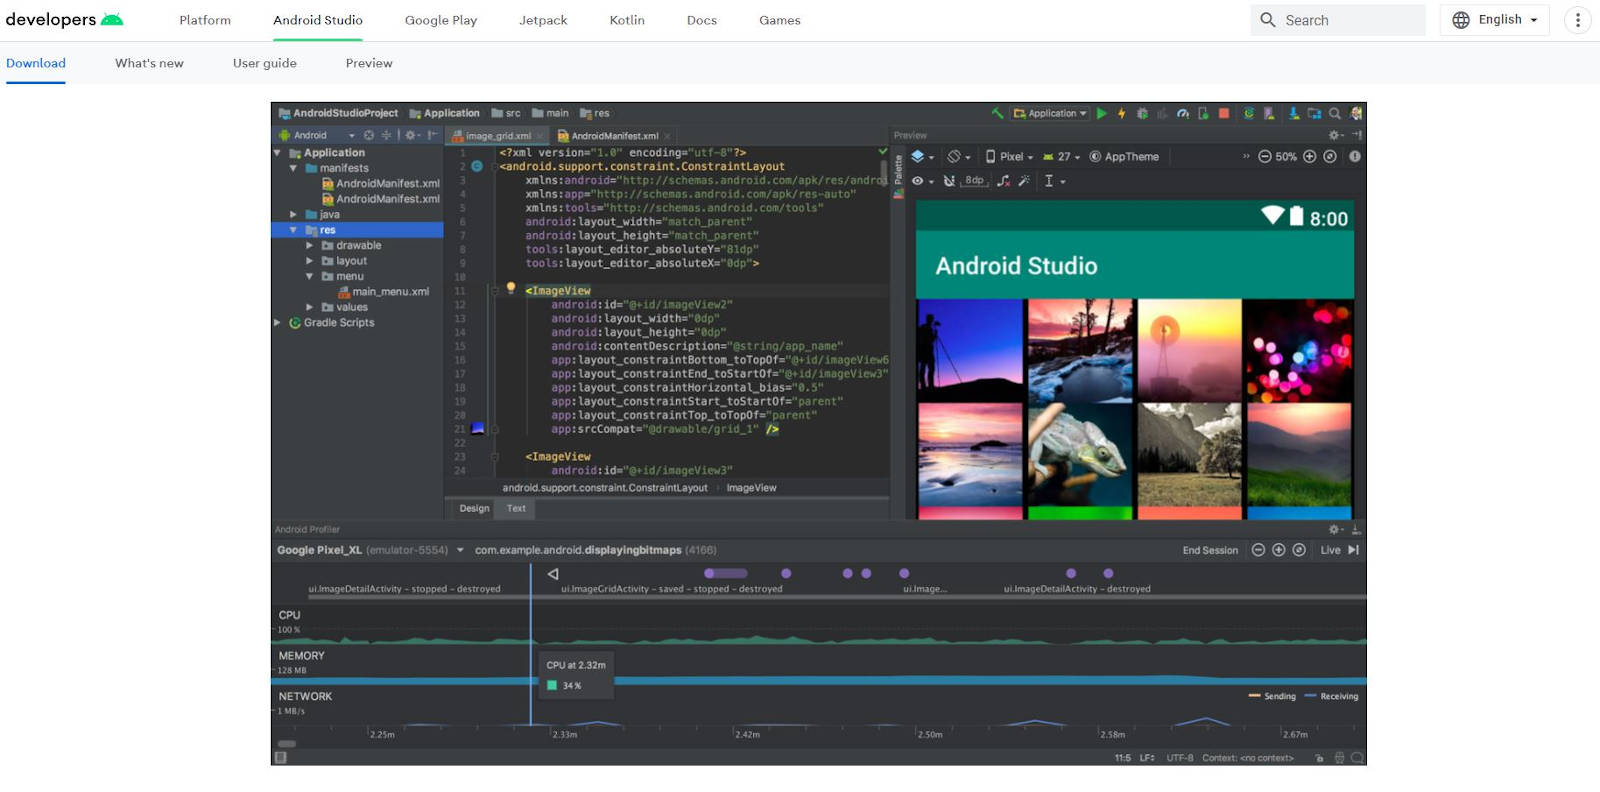 developers
Platform Android Studio Google Play Jetpack Kotlin Docs Games
Search
English
Download What's new User guide Preview
AndroidStudioProject Application src main res
Application
Android
image_grid.xml AndroidManifest.xml
Preview
Application
manifests
AndroidManifest.xml
AndroidManifest.xml
java
res
drawable
layout
menu
main_menu.xml
values
Gradle Scripts
1 <?xml version="1.0" encoding="utf-8"?>
2 <android.support.constraint.ConstraintLayout
3 xmlns:android="http://schemas.android.com/apk/res/androi
4 xmlns:app="http://schemas.android.com/apk/res-auto"
5 xmlns:tools="http://schemas.android.com/tools"
6 android:layout_width="match_parent"
7 android:layout_height="match_parent"
8 tools:layout_editor_absoluteY="81dp"
9 tools:layout_editor_absoluteX="0dp">
10
11 <ImageView
12 android:id="@+id/imageView2"
13 android:layout_width="0dp"
14 android:layout_height="0dp"
15 android:contentDescription="@string/app_name"
16 app:layout_constraintBottom_toTopOf="@+id/imageView6
17 app:layout_constraintEnd_toStartOf="@+id/imageView3"
18 app:layout_constraintHorizontal_bias="0.5"
19 app:layout_constraintStart_toStartOf="parent"
20 app:layout_constraintTop_toTopOf="parent"
21 app:srcCompat="@drawable/grid_1" />
22
23 <ImageView
24 android:id="@+id/imageView3"
android.support.constraint.ConstraintLayout › ImageView
Design Text
Palette
Pixel 27 AppTheme » 50%
8dp
8:00
Android Studio
Android Profiler
Google Pixel_XL (emulator-5554) com.example.android.displayingbitmaps (4166) End Session Live
ui.ImageDetailActivity – stopped – destroyed ui.ImageGridActivity – saved – stopped – destroyed ui.Image... ui.ImageDetailActivity – destroyed
CPU
100 %
MEMORY
128 MB
CPU at 2.32m
34 %
NETWORK
Sending Receiving
1 MB/s
2.25m 2.33m 2.42m 2.50m 2.58m 2.67m
11:5 LF÷ UTF-8 Context: <no context>